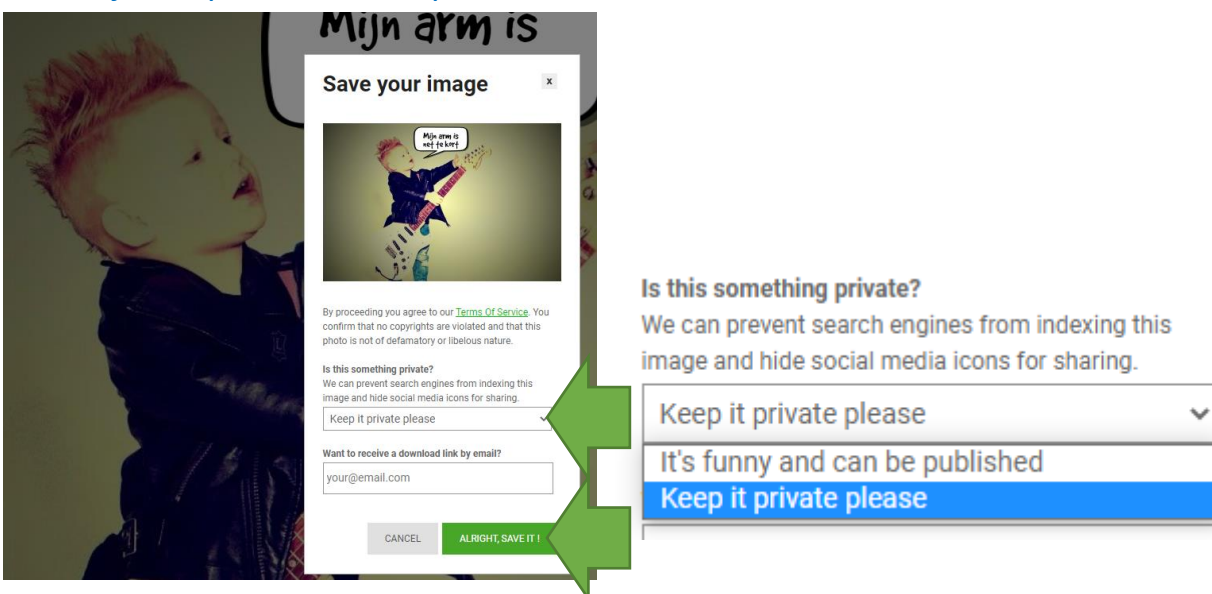 Mijn arm is
Save your image
x
Mijn arm is
net te kort
By proceeding you agree to our Terms Of Service. You
confirm that no copyrights are violated and that this
photo is not of defamatory or libelous nature.
Is this something private?
We can prevent search engines from indexing this
image and hide social media icons for sharing.
Keep it private please
Want to receive a download link by email?
your@email.com
CANCEL
ALRIGHT, SAVE IT !
Is this something private?
We can prevent search engines from indexing this
image and hide social media icons for sharing.
Keep it private please
It's funny and can be published
Keep it private please